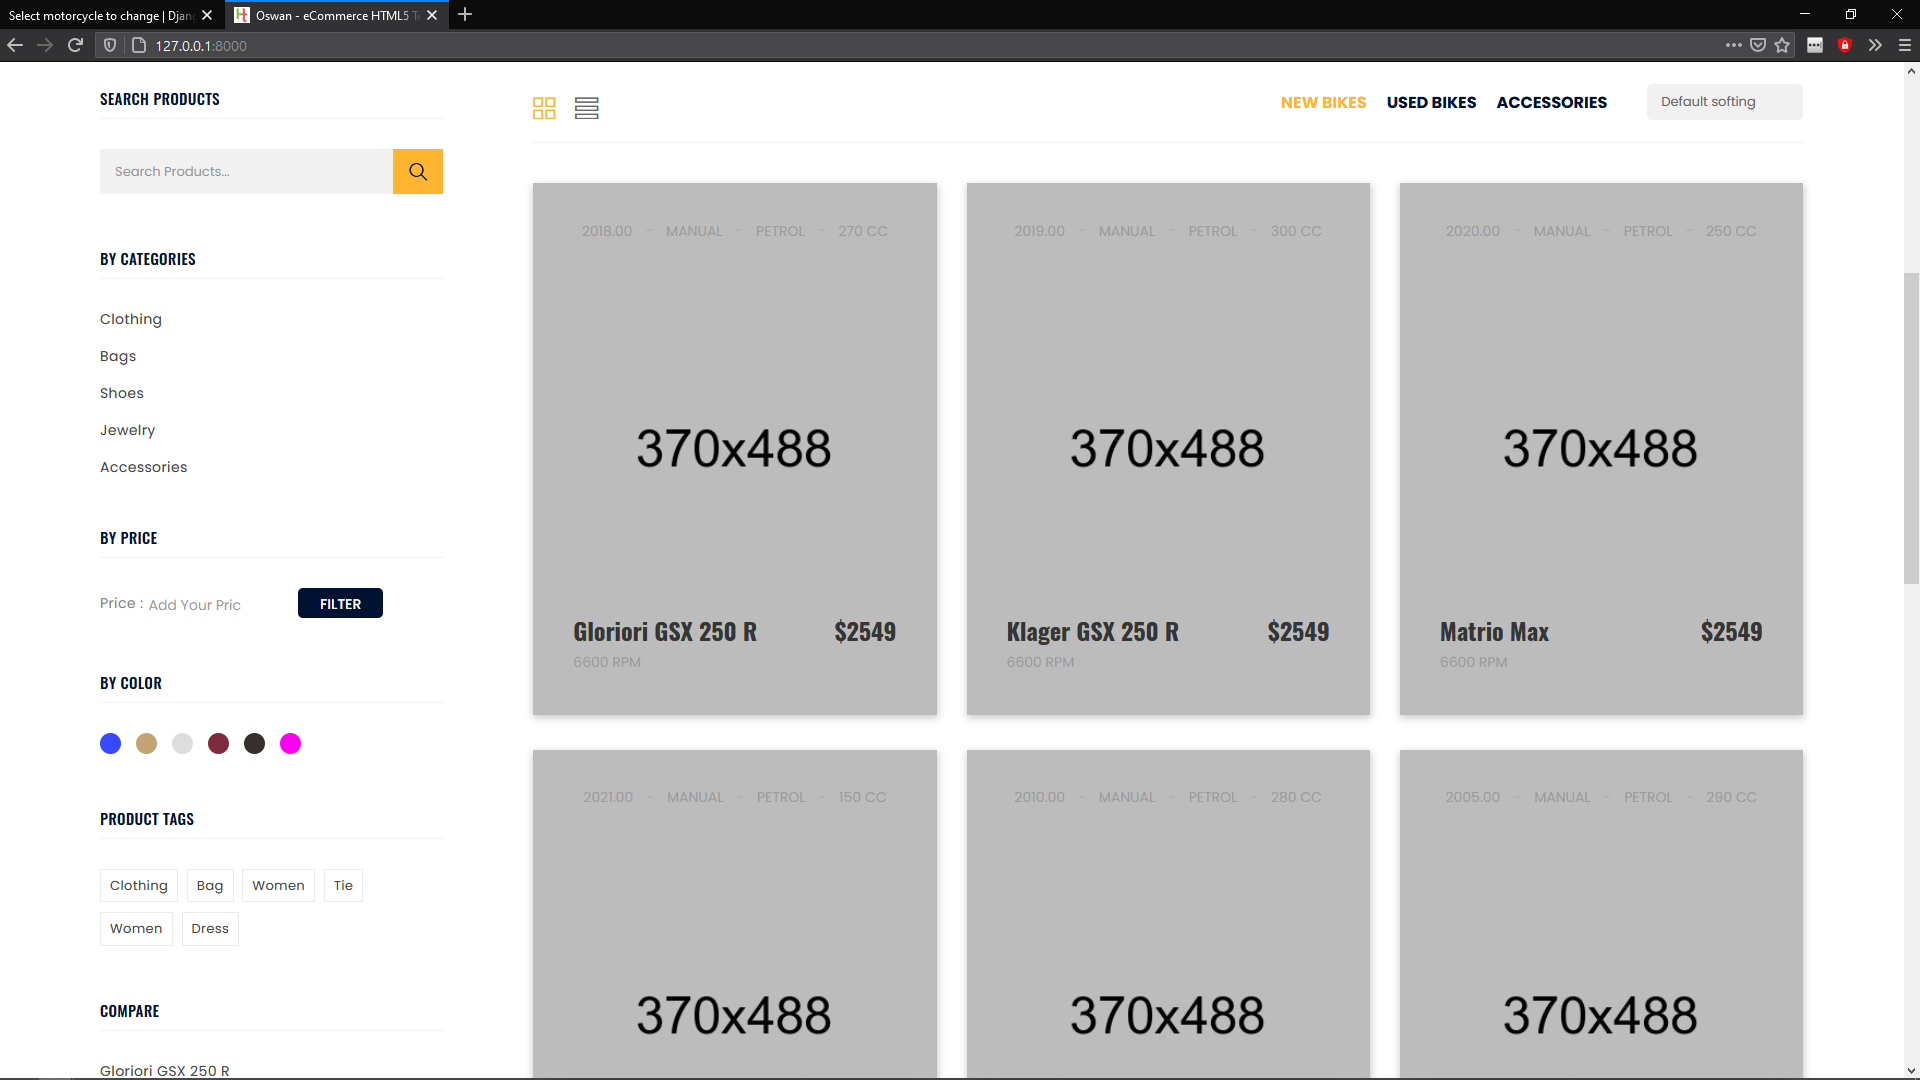 Select motorcycle to change | Djan
Oswan - eCommerce HTML5 Te
127.0.0.1:8000
SEARCH PRODUCTS
Search Products...
BY CATEGORIES
Clothing
Bags
Shoes
Jewelry
Accessories
BY PRICE
Price : Add Your Pric
FILTER
BY COLOR
PRODUCT TAGS
Clothing Bag Women Tie
Women Dress
COMPARE
Gloriori GSX 250 R
NEW BIKES USED BIKES ACCESSORIES Default softing
2018.00 - MANUAL - PETROL - 270 CC
370x488
Gloriori GSX 250 R $2549
6600 RPM
2019.00 - MANUAL - PETROL - 300 CC
370x488
Klager GSX 250 R $2549
6600 RPM
2020.00 - MANUAL - PETROL - 250 CC
370x488
Matrio Max $2549
6600 RPM
2021.00 - MANUAL - PETROL - 150 CC
370x488
2010.00 - MANUAL - PETROL - 280 CC
370x488
2005.00 - MANUAL - PETROL - 290 CC
370x488